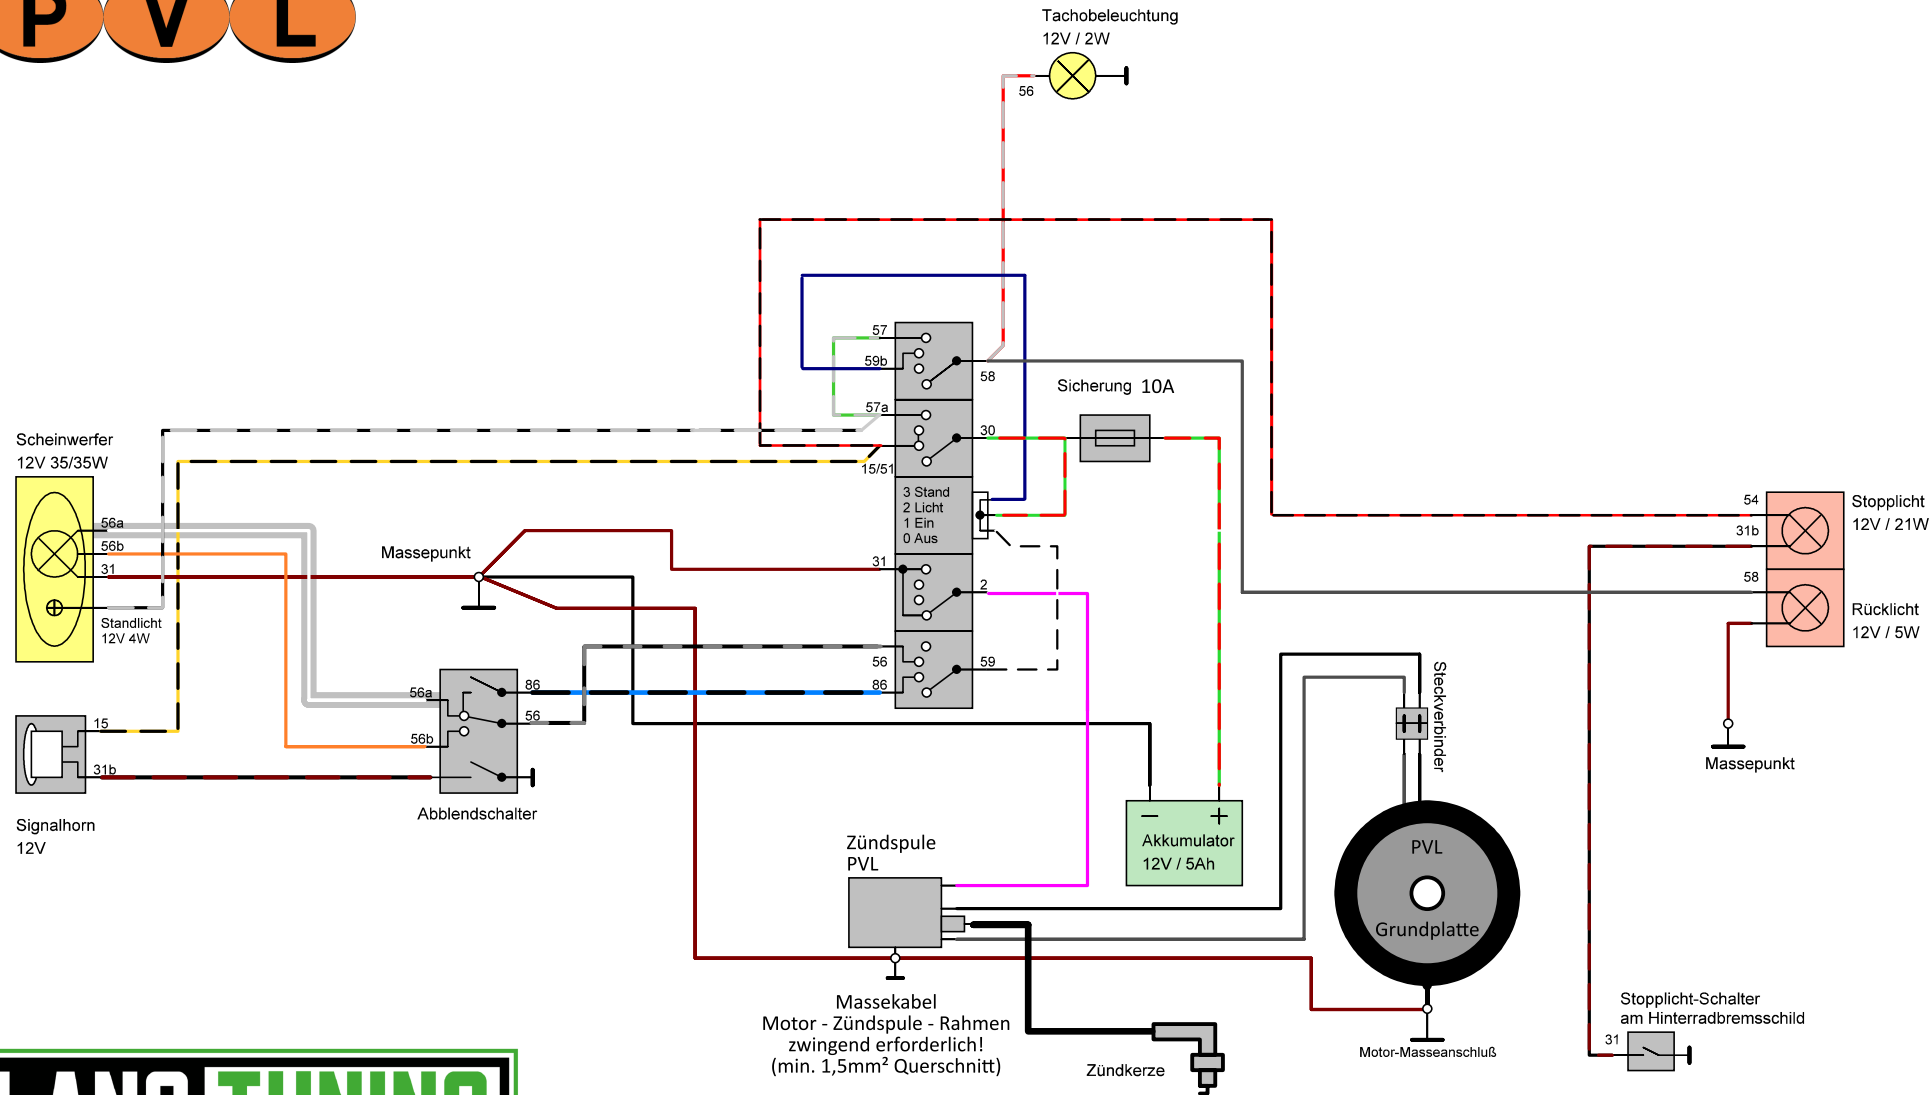 PVL
Tachobeleuchtung
12V / 2W
56
57
59b
58
Sicherung 10A
57a
30
15/51
3 Stand
2 Licht
1 Ein
0 Aus
31
2
56
59
86
Scheinwerfer
12V 35/35W
56a
56b
31
Standlicht
12V 4W
Massepunkt
15
31b
Signalhorn
12V
56a
86
56
56b
Abblendschalter
54
Stopplicht
12V / 21W
31b
58
Rücklicht
12V / 5W
Massepunkt
Steckverbinder
Akkumulator
12V / 5Ah
− +
PVL
Grundplatte
Zündspule
PVL
Massekabel
Motor - Zündspule - Rahmen
zwingend erforderlich!
(min. 1,5mm² Querschnitt)
Zündkerze
Motor-Masseanschluß
Stopplicht-Schalter
am Hinterradbremsschild
31
LANG TUNING